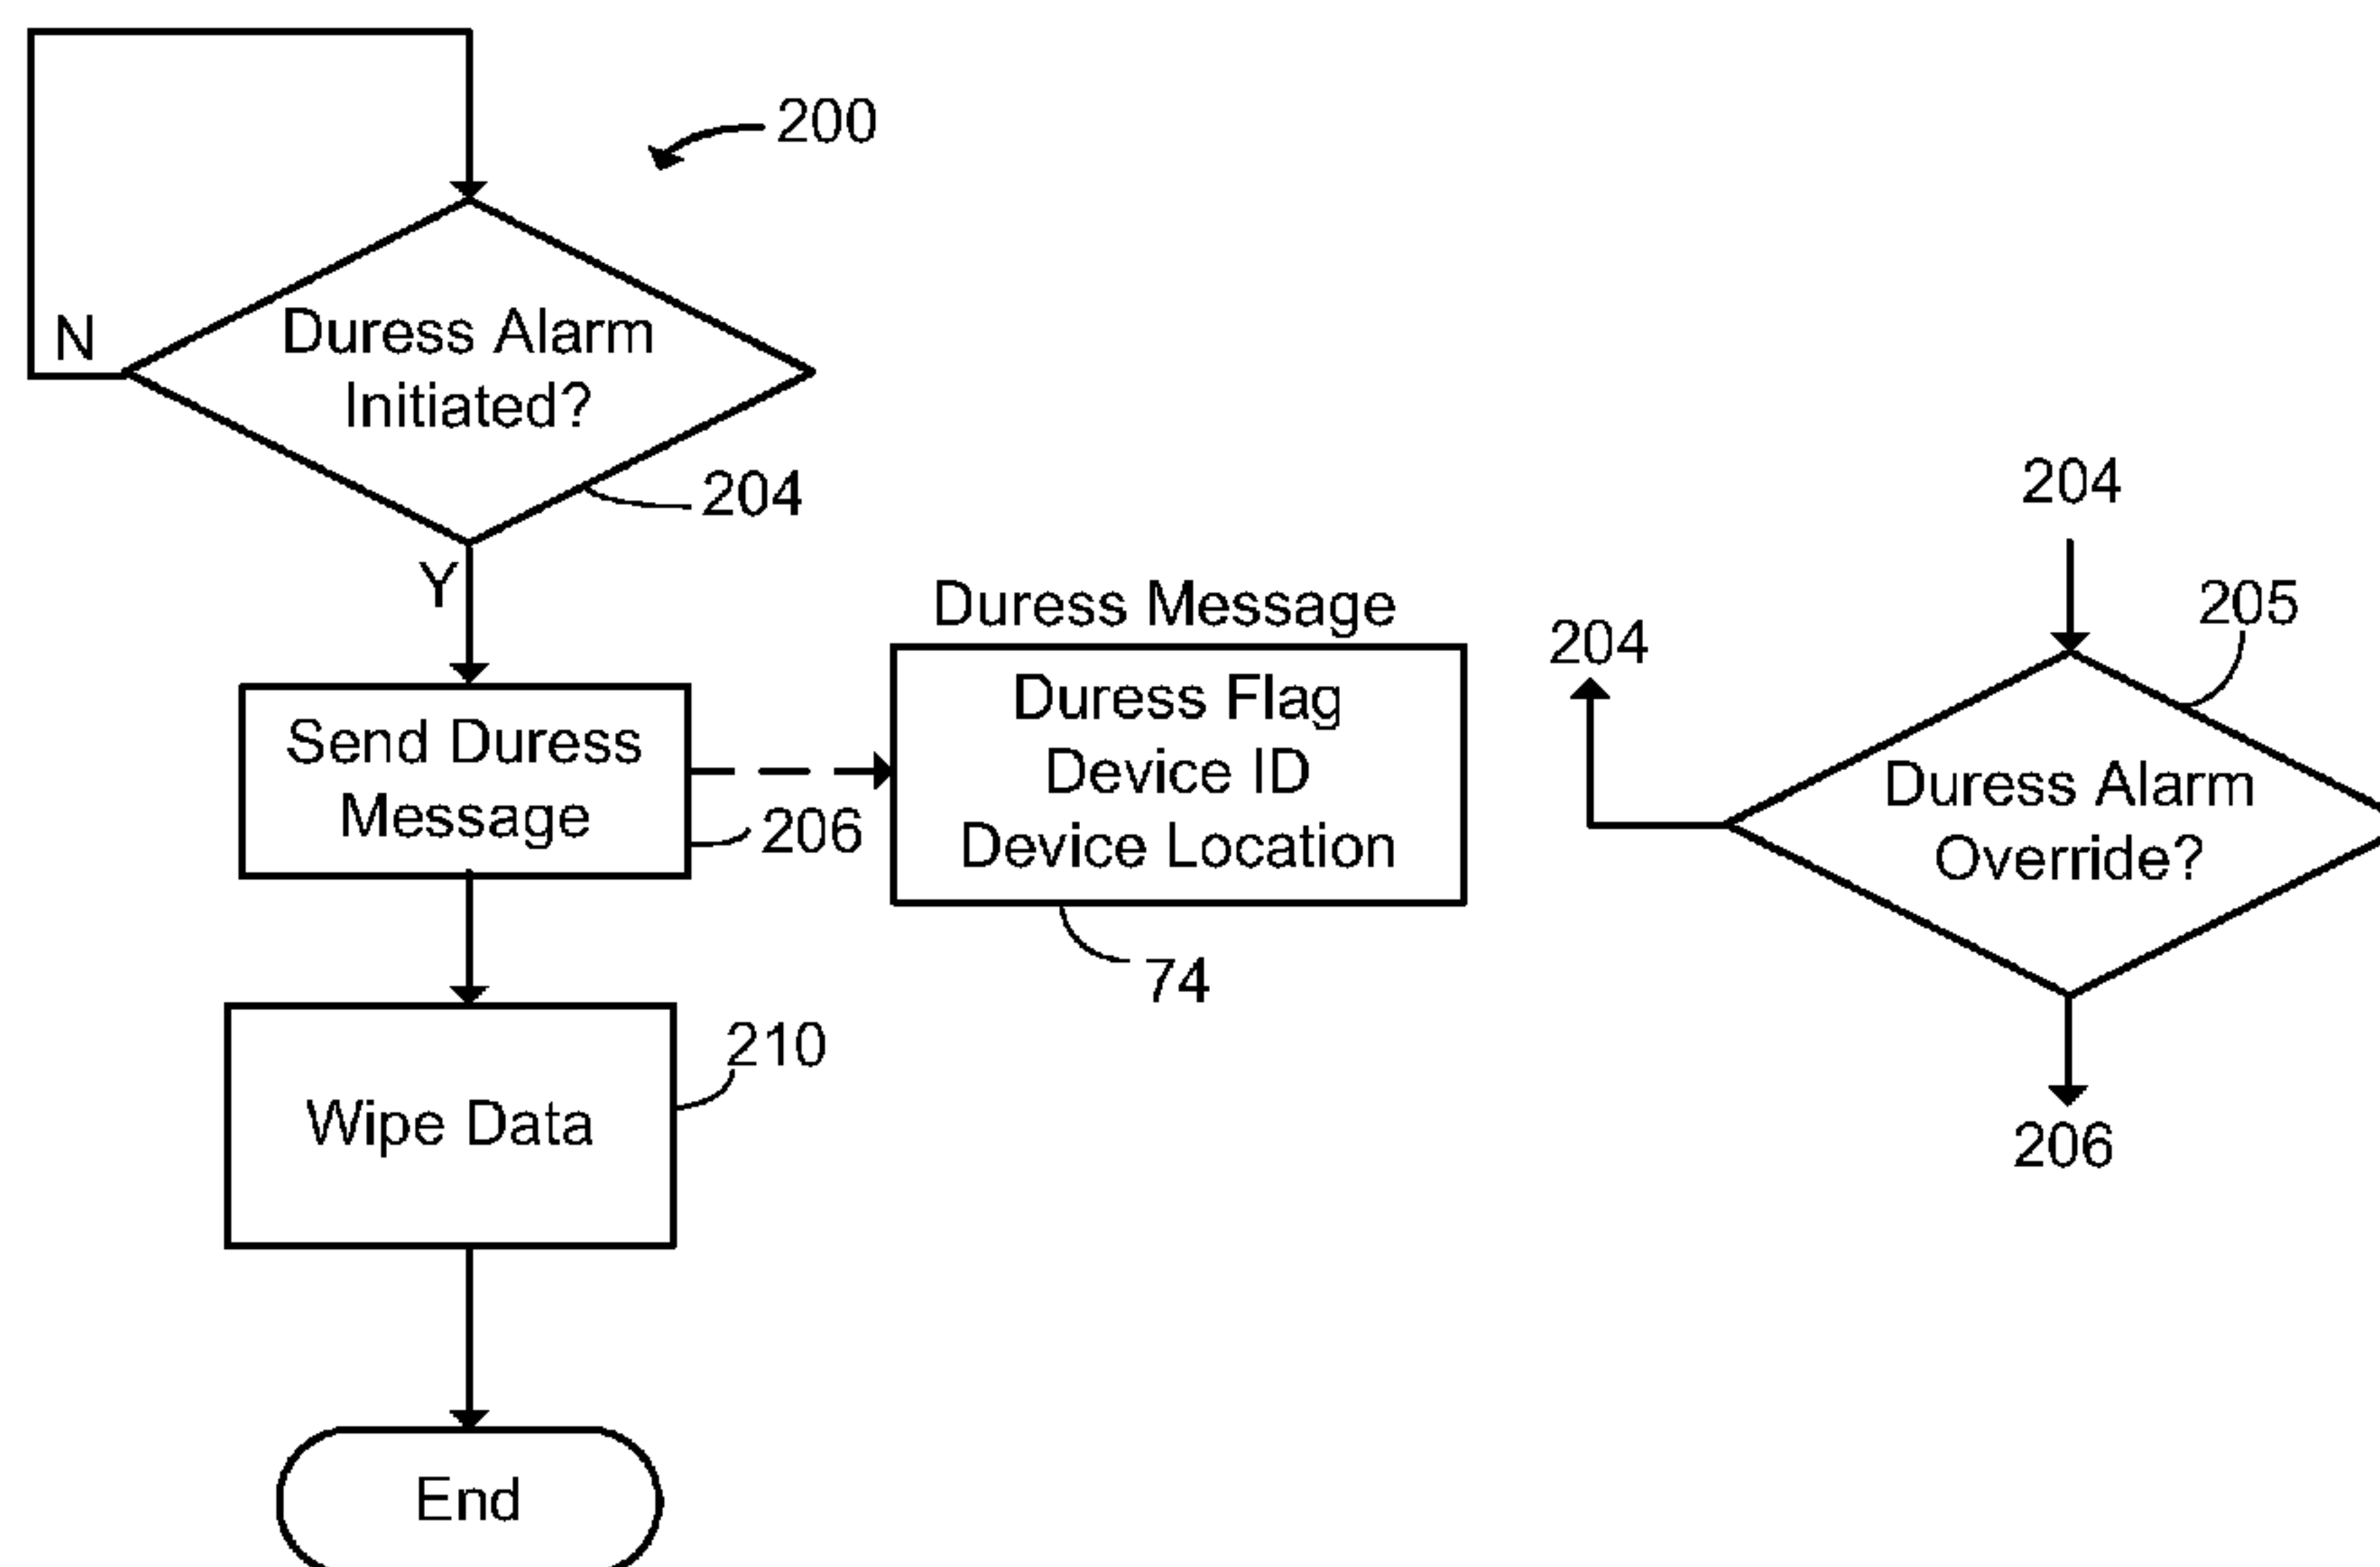 200
Duress Alarm
Initiated?
N
204
Y
Send Duress
Message
206
Duress Message
Duress Flag
Device ID
Device Location
74
Wipe Data
210
End
204
205
204
Duress Alarm
Override?
206